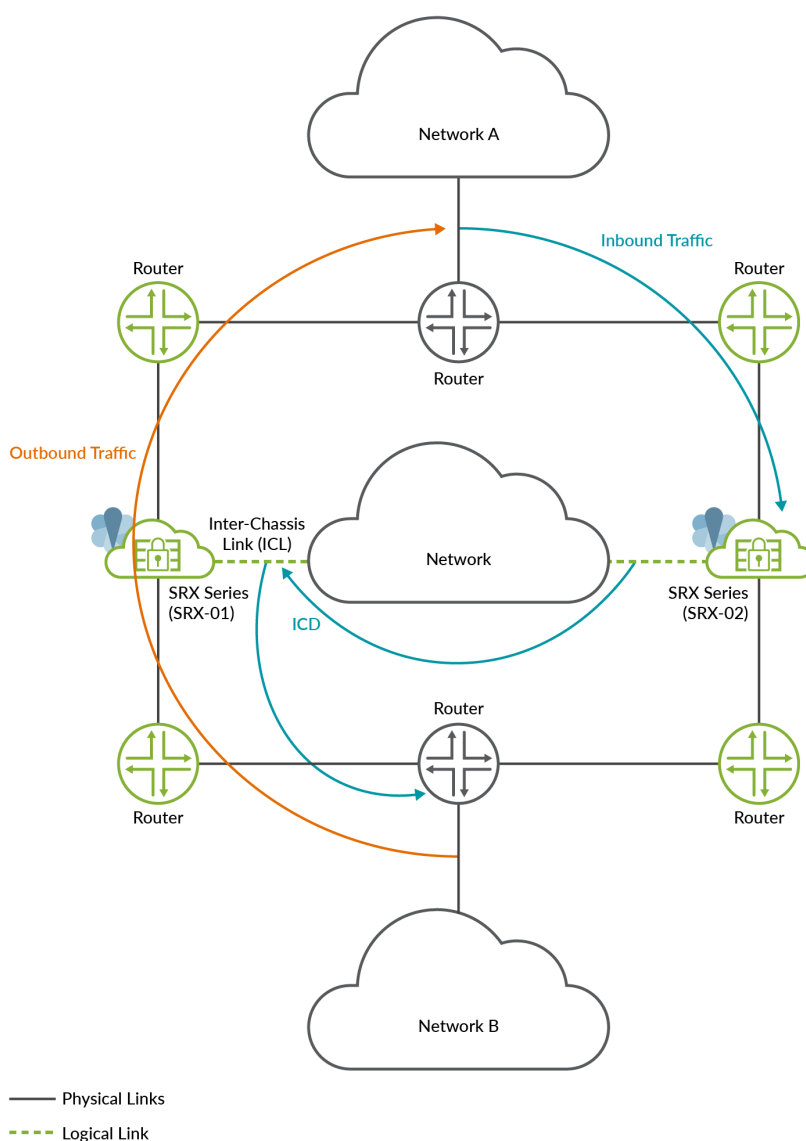 Network A
Inbound Traffic
Router
Router
Router
Outbound Traffic
Inter-Chassis
Link (ICL)
Network
SRX Series
(SRX-01)
SRX Series
(SRX-02)
ICD
Router
Router
Router
Network B
Physical Links
Logical Link